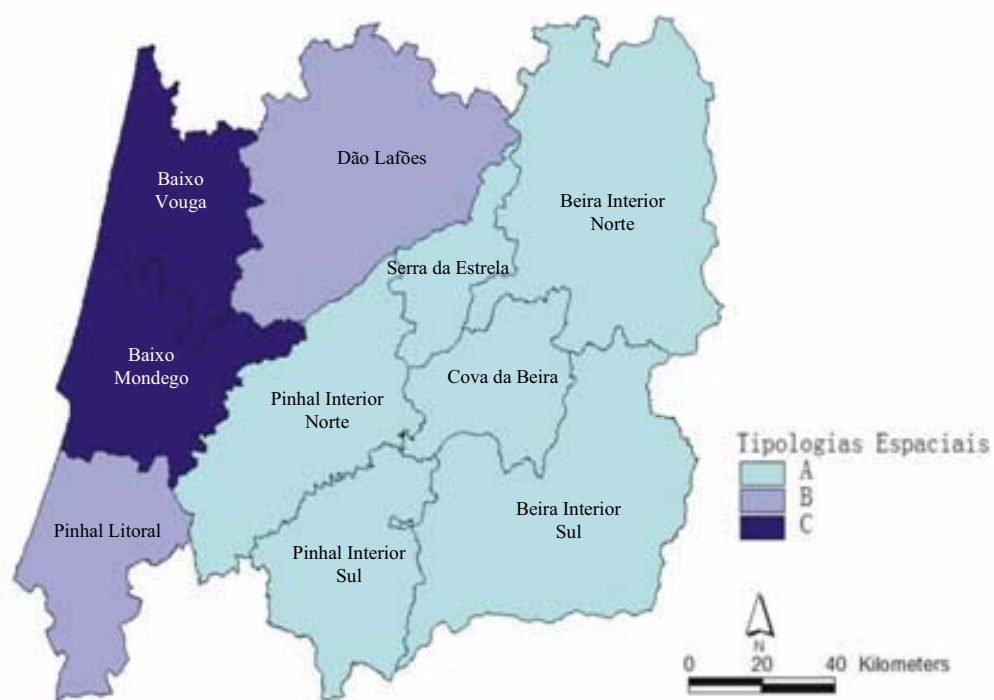 Dão Lafões
Baixo
Vouga
Beira Interior
Norte
Serra da Estrela
Baixo
Mondego
Cova da Beira
Pinhal Interior
Norte
Tipologias Espaciais
A
B
C
Beira Interior
Sul
Pinhal Litoral
Pinhal Interior
Sul
N
0 20 40 Kilometers